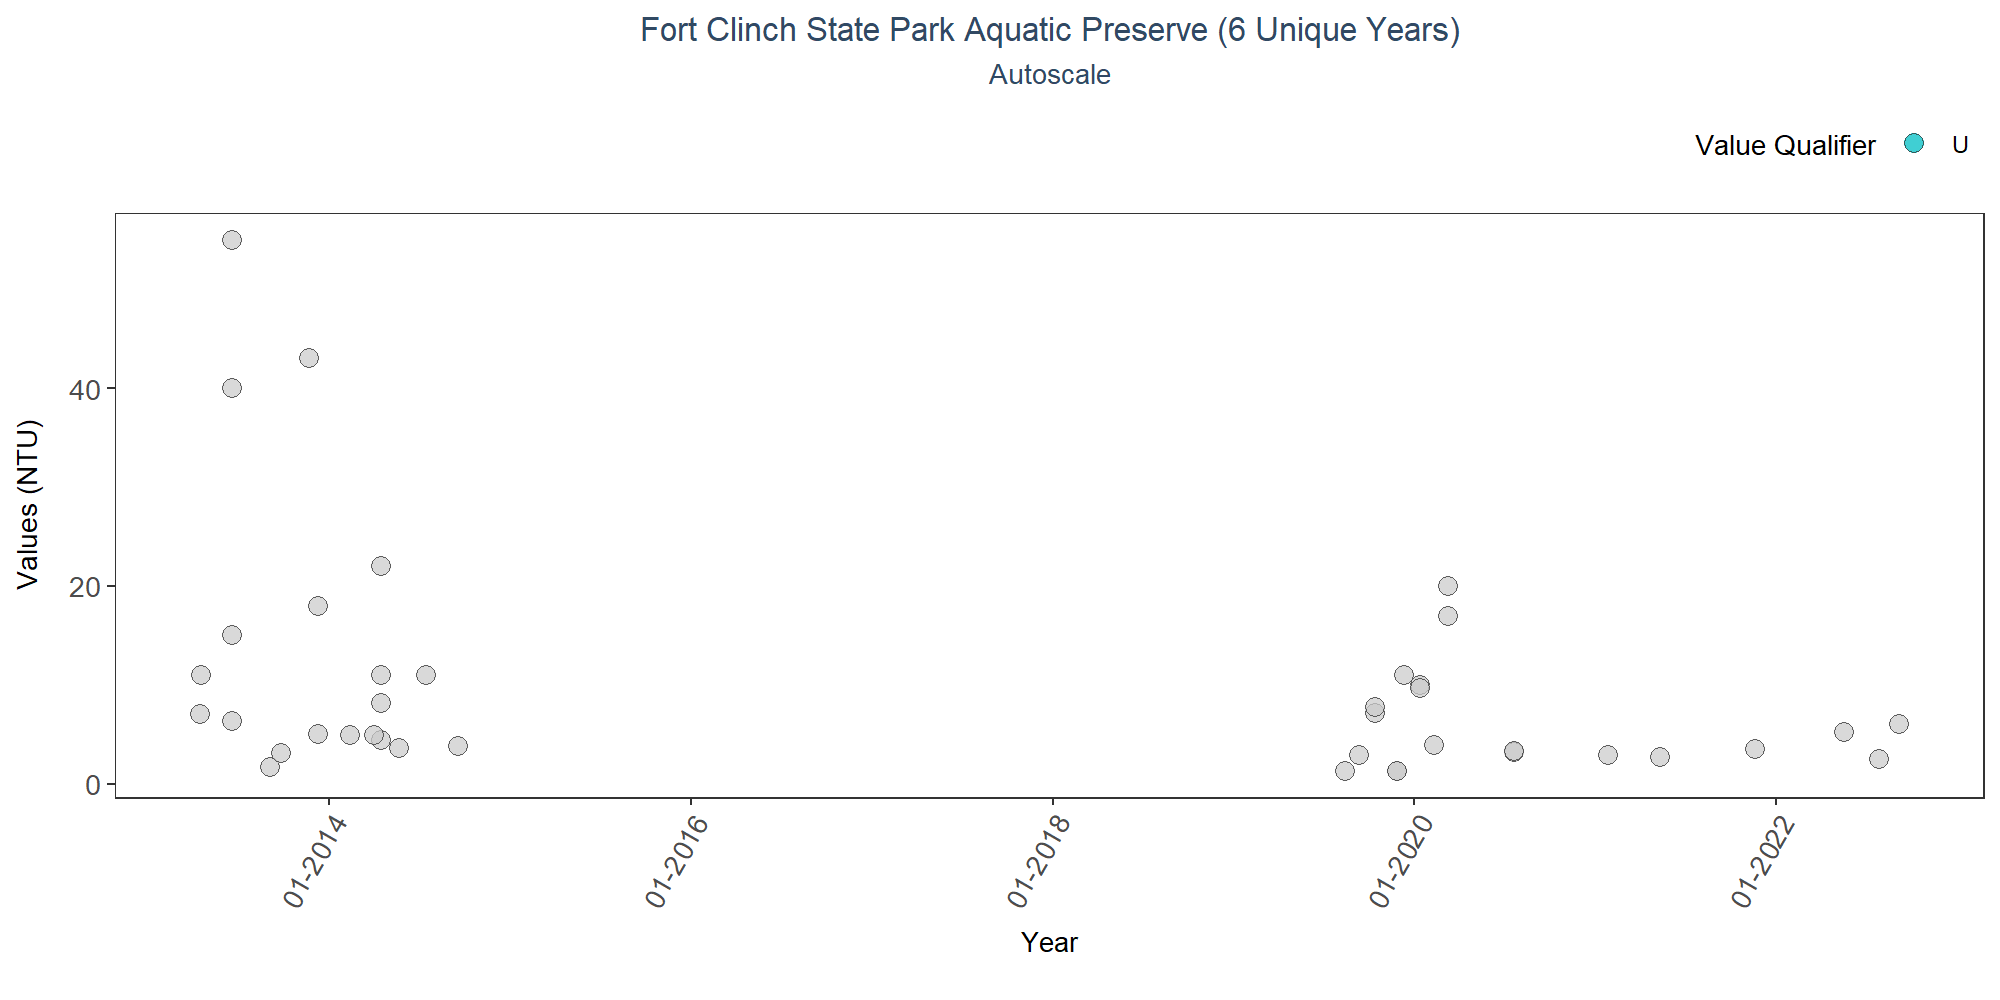 Fort Clinch State Park Aquatic Preserve (6 Unique Years)
Autoscale
Value Qualifier U
Values (NTU)
40
20
0
01-2014 01-2016 01-2018 01-2020 01-2022
Year